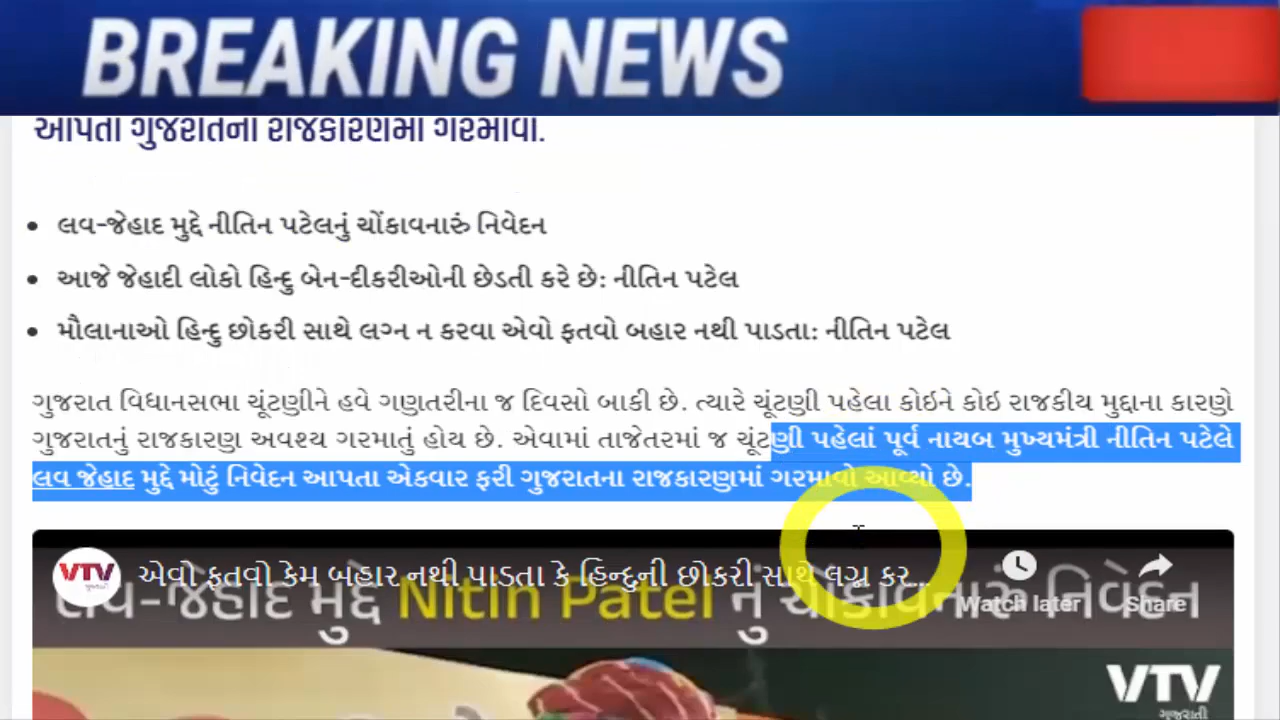 BREAKING NEWS
આપતા ગુજરાતના રાજકારણમાં ગરમાવો.
લવ-જેહાદ મુદ્દે નીતિન પટેલનું ચોંકાવનારું નિવેદન
આજે જેહાદી લોકો હિન્દુ બેન-દીકરીઓની છેડતી કરે છેઃ નીતિન પટેલ
મૌલાનાઓ હિન્દુ છોકરી સાથે લગ્ન ન કરવા એવો ફતવો બહાર નથી પાડતાઃ નીતિન પટેલ
ગુજરાત વિધાનસભા ચૂંટણીને હવે ગણતરીના જ દિવસો બાકી છે. ત્યારે ચૂંટણી પહેલા કોઇને કોઇ રાજકીય મુદ્દાના કારણે
ગુજરાતનું રાજકારણ અવશ્ય ગરમાતું હોય છે. એવામાં તાજેતરમાં જ ચૂંટણી પહેલાં પૂર્વ નાયબ મુખ્યમંત્રી નીતિન પટેલે
લવ જેહાદ મુદ્દે મોટું નિવેદન આપતા એકવાર ફરી ગુજરાતના રાજકારણમાં ગરમાવો આવ્યો છે.
VTV
ગુજરાતી
એવો ફતવો કેમ બહાર નથી પાડતા કે હિન્દુની છોકરી સાથે લગ્ન કર...
Watch later
Share
લવ-જેહાદ મુદ્દે Nitin Patel નું ચોંકાવનારું નિવેદન
VTV
ગુજરાતી